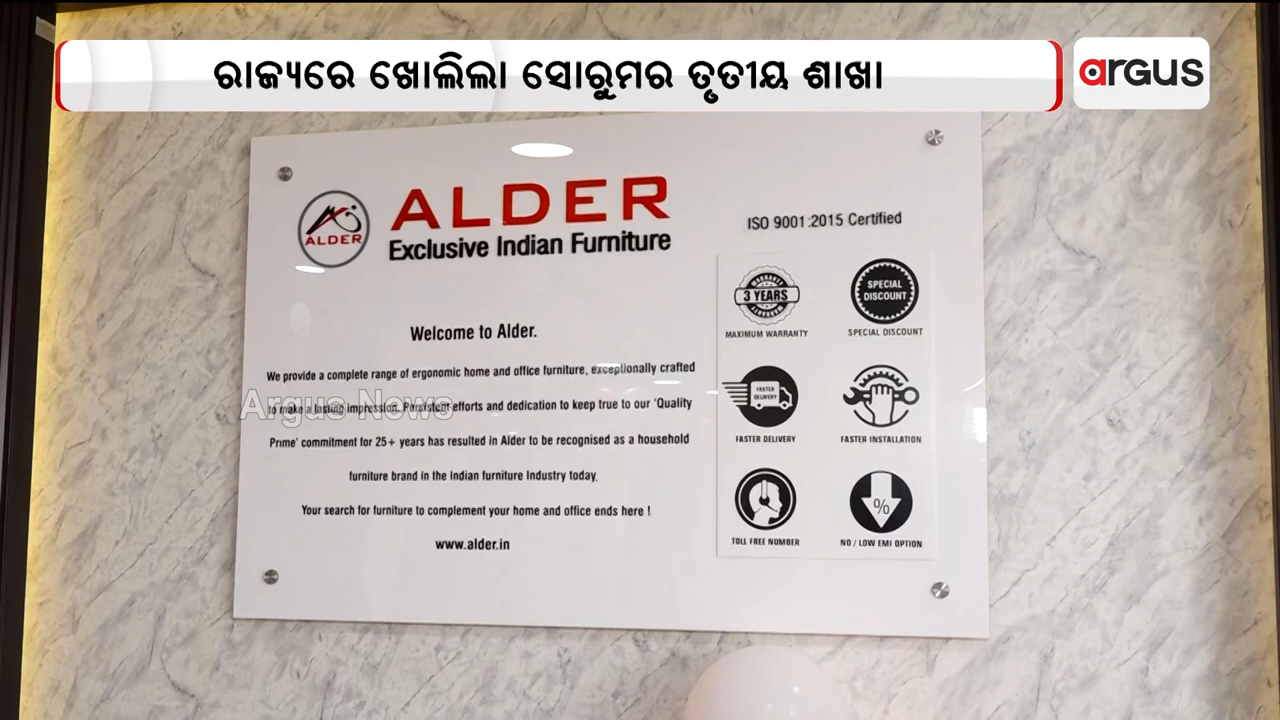 ରାଜ୍ୟରେ ଖୋଲିଲା ସୋରୁମର ତୃତୀୟ ଶାଖା
argus
ALDER
ALDER
Exclusive Indian Furniture
ISO 9001:2015 Certified
Welcome to Alder.
We provide a complete range of ergonomic home and office furniture, exceptionally crafted
to make a lasting impression. Persistent efforts and dedication to keep true to our 'Quality
Prime' commitment for 25+ years has resulted in Alder to be recognised as a household
furniture brand in the Indian furniture Industry today.
Your search for furniture to complement your home and office ends here !
www.alder.in
Argus News
WARRANTY
3 YEARS
WARRANTY
MAXIMUM WARRANTY
SPECIAL
DISCOUNT
SPECIAL DISCOUNT
FASTER
DELIVERY
FASTER DELIVERY
FASTER INSTALLATION
TOLL FREE NUMBER
%
NO / LOW EMI OPTION